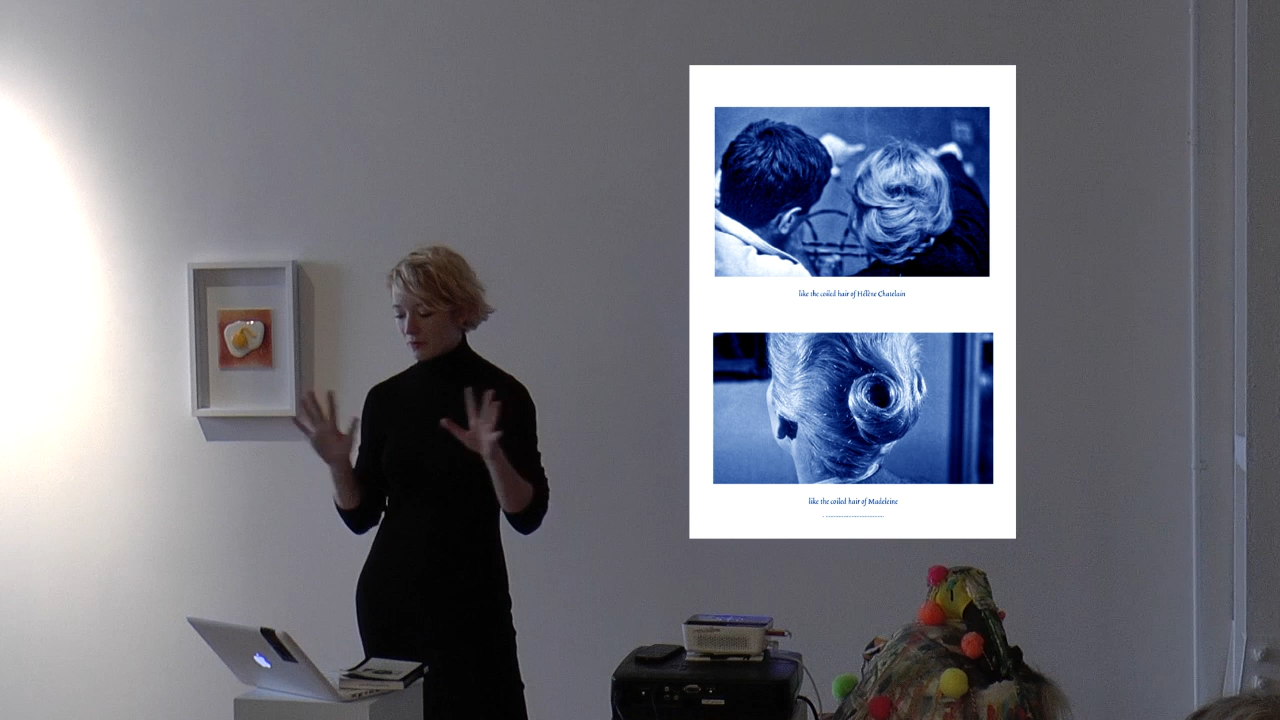 like the coiled hair of Hélène Chatelain
like the coiled hair of Madeleine